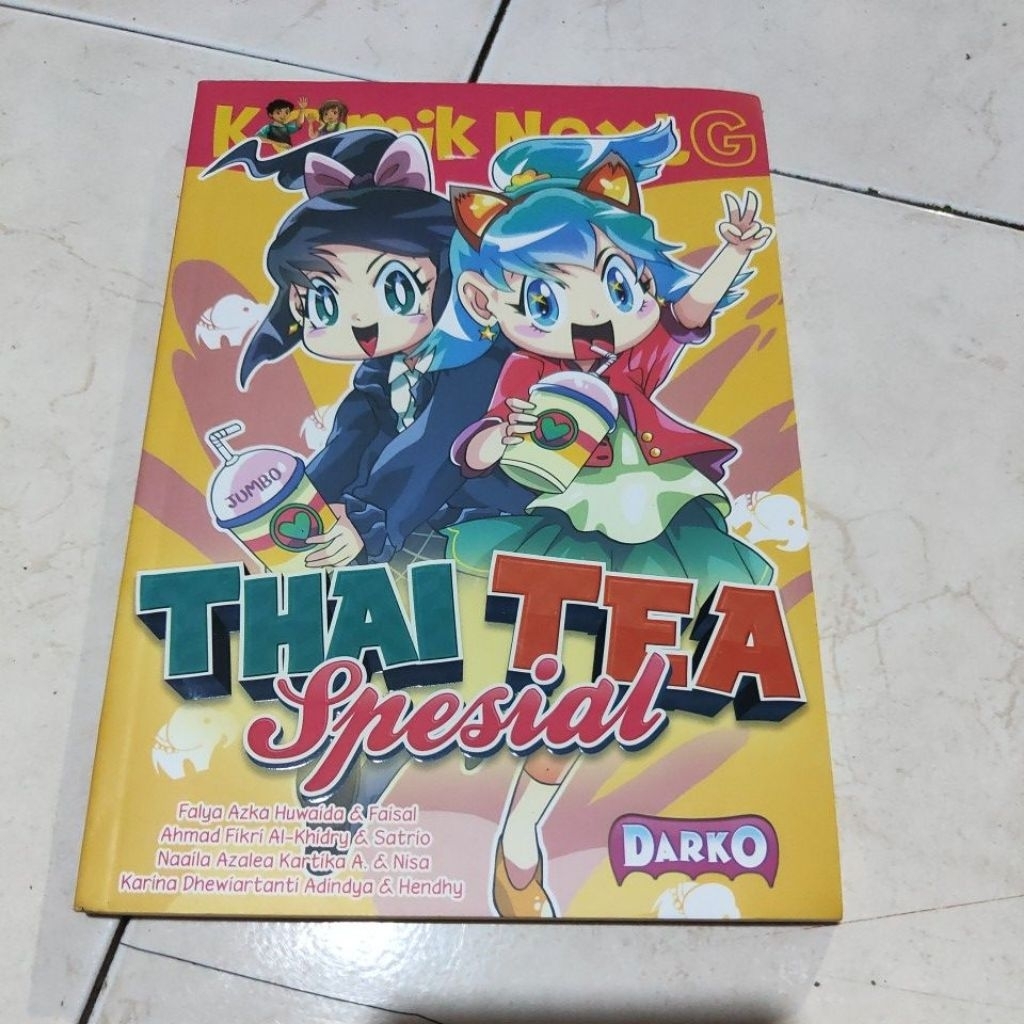 Komik Next G
JUMBO
THAI TEA
Spesial
Falya Azka Huwaida & Faisal
Ahmad Fikri Al-Khidry & Satrio
Naaila Azalea Kartika A. & Nisa
Karina Dhewiartanti Adindya & Hendhy
DARKO